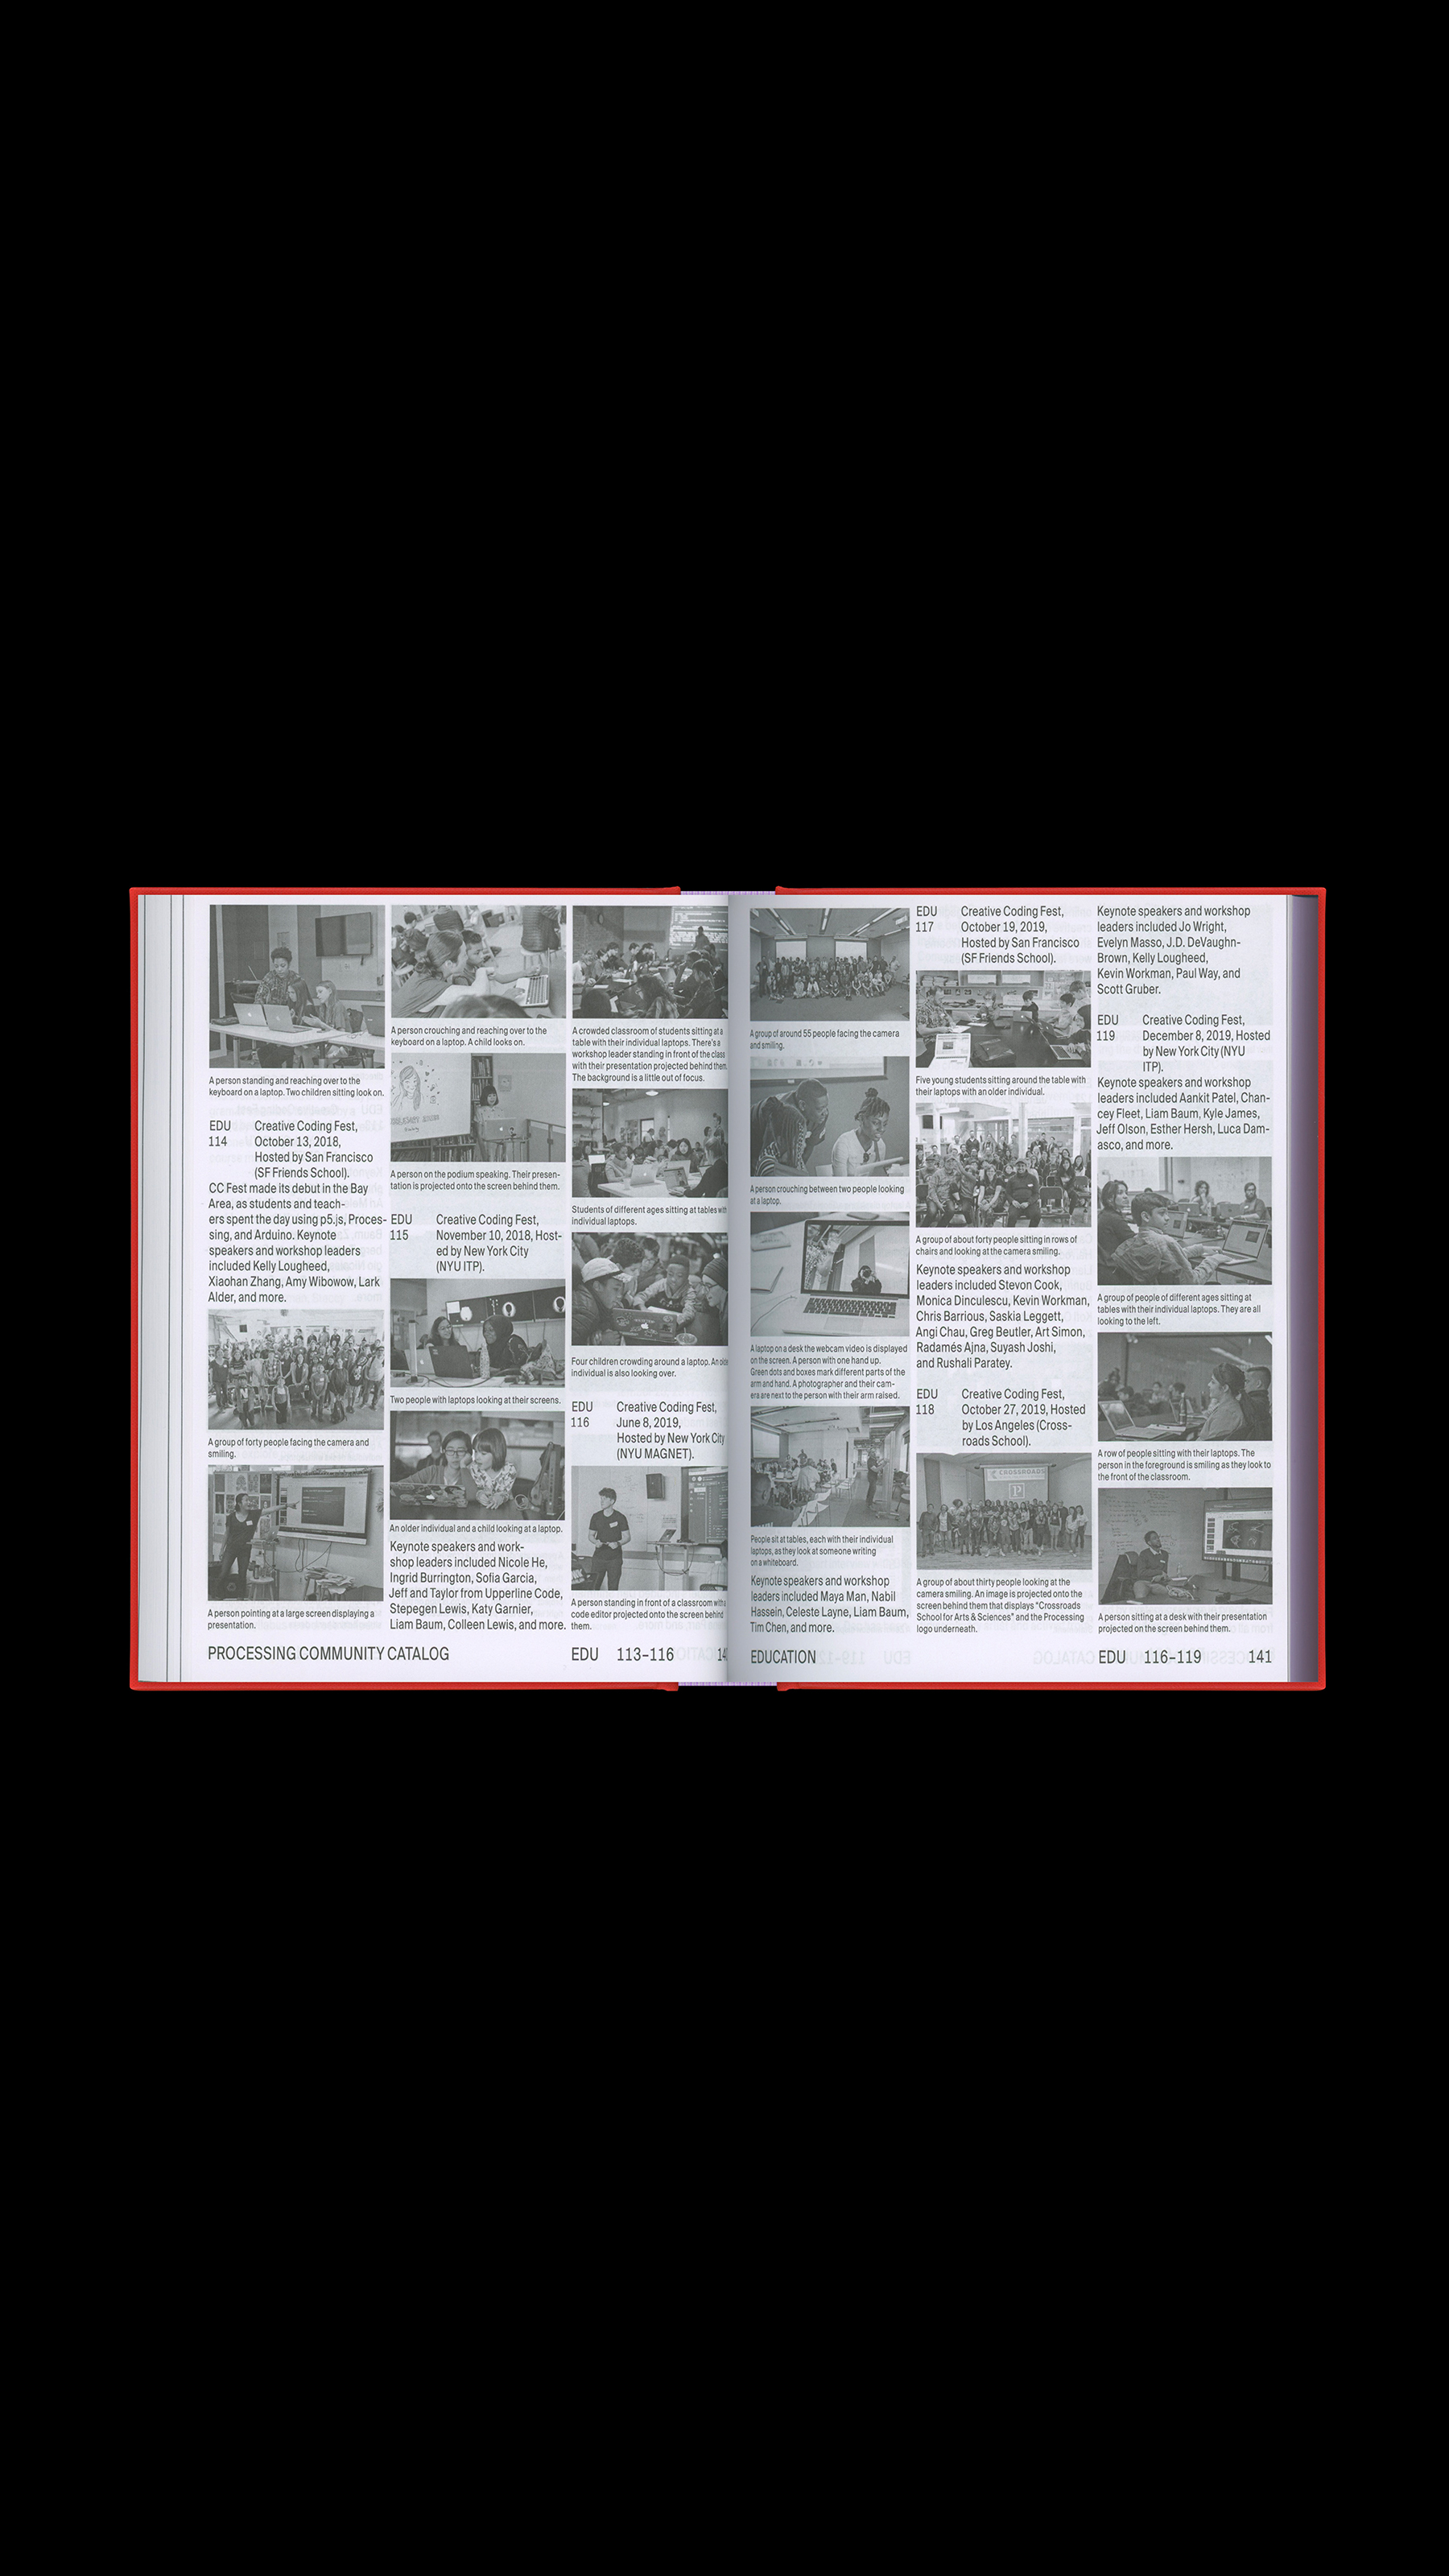 A person standing and reaching over to the
keyboard on a laptop. Two children sitting look on.
EDU
114
Creative Coding Fest,
October 13, 2018,
Hosted by San Francisco
(SF Friends School).
CC Fest made its debut in the Bay
Area, as students and teach-
ers spent the day using p5.js, Proces-
sing, and Arduino. Keynote
speakers and workshop leaders
included Kelly Lougheed,
Xiaohan Zhang, Amy Wibowow, Lark
Alder, and more.
A group of forty people facing the camera and
smiling.
A person pointing at a large screen displaying a
presentation.
A person crouching and reaching over to the
keyboard on a laptop. A child looks on.
A person on the podium speaking. Their presen-
tation is projected onto the screen behind them.
EDU
115
Creative Coding Fest,
November 10, 2018, Host-
ed by New York City
(NYU ITP).
Two people with laptops looking at their screens.
An older individual and a child looking at a laptop.
Keynote speakers and work-
shop leaders included Nicole He,
Ingrid Burrington, Sofia Garcia,
Jeff and Taylor from Upperline Code,
Stepegen Lewis, Katy Garnier,
Liam Baum, Colleen Lewis, and more.
A crowded classroom of students sitting at a
table with their individual laptops. There's a
workshop leader standing in front of the class
with their presentation projected behind them.
The background is a little out of focus.
Students of different ages sitting at tables with
individual laptops.
Four children crowding around a laptop. An older
individual is also looking over.
EDU
116
Creative Coding Fest,
June 8, 2019,
Hosted by New York City
(NYU MAGNET).
A person standing in front of a classroom with a
code editor projected onto the screen behind
them.
PROCESSING COMMUNITY CATALOG
EDU 113–116
A group of around 55 people facing the camera
and smiling.
A person crouching between two people looking
at a laptop.
A laptop on a desk the webcam video is displayed
on the screen. A person with one hand up.
Green dots and boxes mark different parts of the
arm and hand. A photographer and their cam-
era are next to the person with their arm raised.
People sit at tables, each with their individual
laptops, as they look at someone writing
on a whiteboard.
Keynote speakers and workshop
leaders included Maya Man, Nabil
Hassein, Celeste Layne, Liam Baum,
Tim Chen, and more.
EDU
117
Creative Coding Fest,
October 19, 2019,
Hosted by San Francisco
(SF Friends School).
Five young students sitting around the table with
their laptops with an older individual.
A group of about forty people sitting in rows of
chairs and looking at the camera smiling.
Keynote speakers and workshop
leaders included Stevon Cook,
Monica Dinculescu, Kevin Workman,
Chris Barrious, Saskia Leggett,
Angi Chau, Greg Beutler, Art Simon,
Radamés Ajna, Suyash Joshi,
and Rushali Paratey.
EDU
118
Creative Coding Fest,
October 27, 2019, Hosted
by Los Angeles (Cross-
roads School).
CROSSROADS
A group of about thirty people looking at the
camera smiling. An image is projected onto the
screen behind them that displays "Crossroads
School for Arts & Sciences" and the Processing
logo underneath.
Keynote speakers and workshop
leaders included Jo Wright,
Evelyn Masso, J.D. DeVaughn-
Brown, Kelly Lougheed,
Kevin Workman, Paul Way, and
Scott Gruber.
EDU
119
Creative Coding Fest,
December 8, 2019, Hosted
by New York City (NYU
ITP).
Keynote speakers and workshop
leaders included Aankit Patel, Chan-
cey Fleet, Liam Baum, Kyle James,
Jeff Olson, Esther Hersh, Luca Dam-
asco, and more.
A group of people of different ages sitting at
tables with their individual laptops. They are all
looking to the left.
A row of people sitting with their laptops. The
person in the foreground is smiling as they look to
the front of the classroom.
A person sitting at a desk with their presentation
projected on the screen behind them.
EDUCATION
EDU 116–119
141